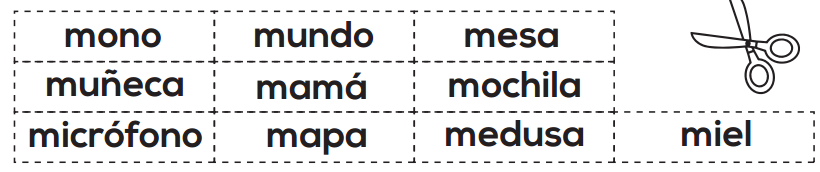 mono mundo mesa
muñeca mamá mochila
micrófono mapa medusa miel